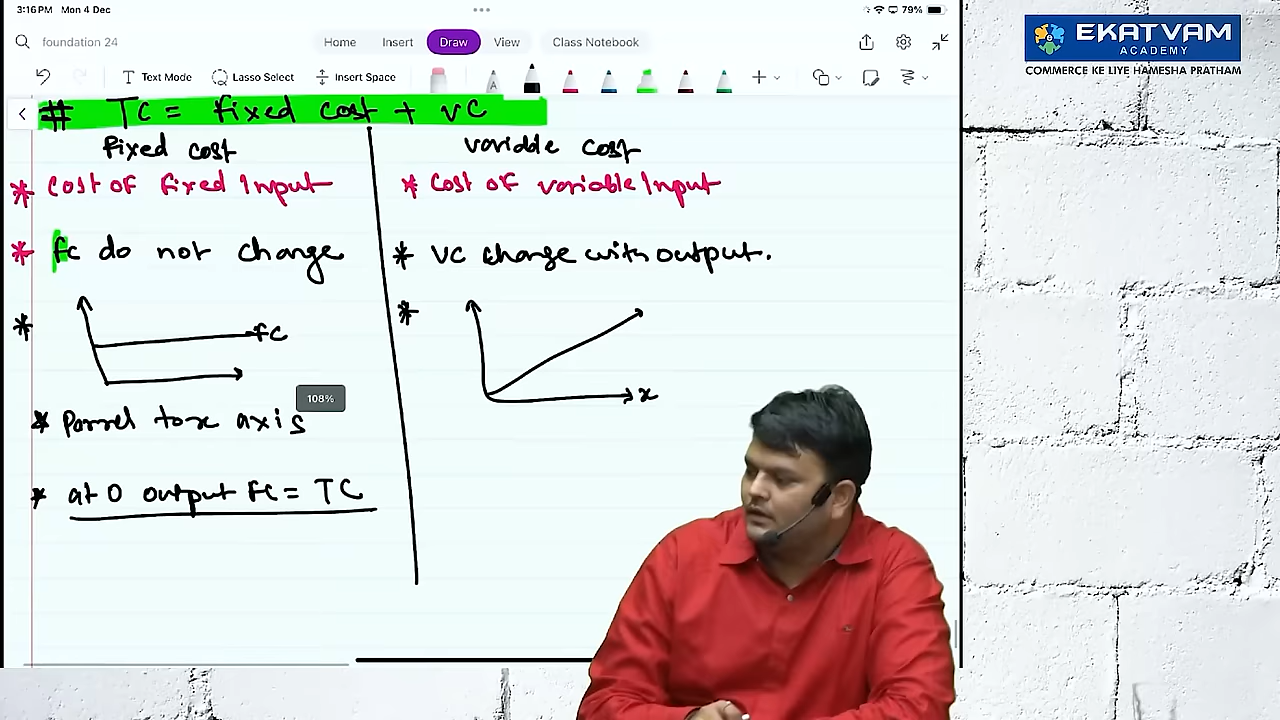 3:16 PM Mon 4 Dec
79%
foundation 24
Home Insert Draw View Class Notebook
Text Mode Lasso Select Insert Space
# TC = fixed cost + VC
fixed cost
* cost of fixed Input
* fc do not change
* fC
108%
* Parrel to x axis
* at 0 output FC = TC
variable cost
* Cost of variable Input
* VC change with output.
* x
EKATVAM
ACADEMY
COMMERCE KE LIYE HAMESHA PRATHAM